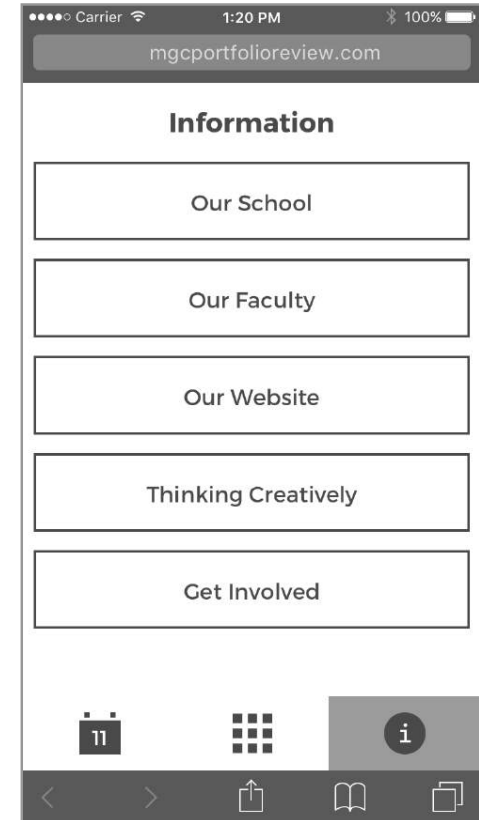 Carrier 1:20 PM 100%
mgcportfolioreview.com
Information
Our School
Our Faculty
Our Website
Thinking Creatively
Get Involved
11 i